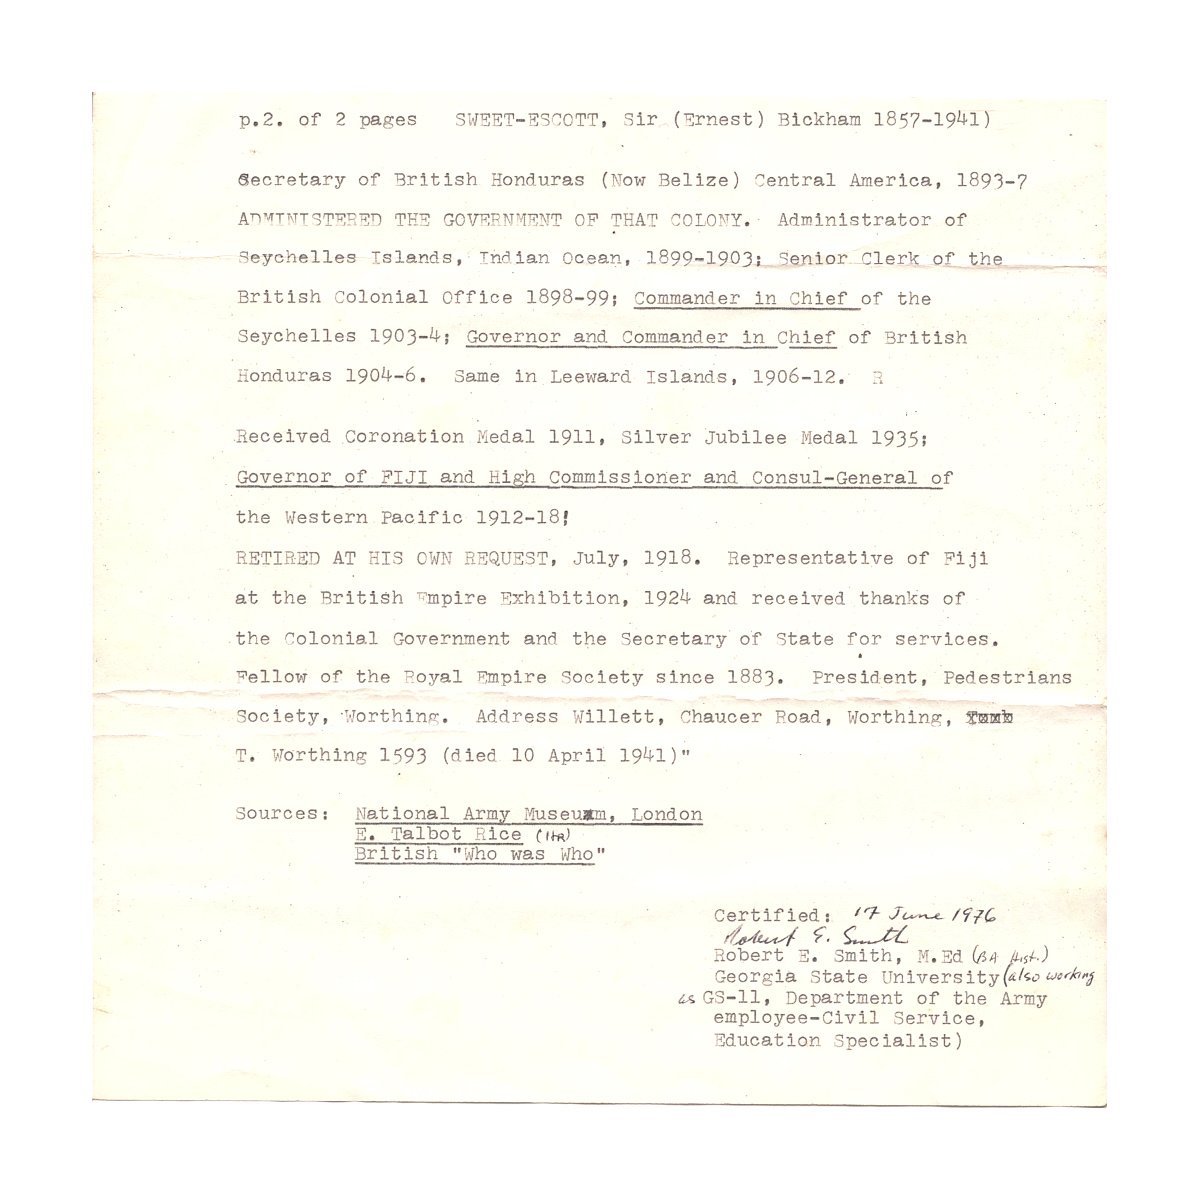 p.2. of 2 pages SWEET-ESCOTT, Sir (Ernest) Bickham 1857-1941)
Secretary of British Honduras (Now Belize) Central America, 1893-7
ADMINISTERED THE GOVERNMENT OF THAT COLONY. Administrator of
Seychelles Islands, Indian Ocean, 1899-1903; Senior Clerk of the
British Colonial Office 1898-99; Commander in Chief of the
Seychelles 1903-4; Governor and Commander in Chief of British
Honduras 1904-6. Same in Leeward Islands, 1906-12. R
Received Coronation Medal 1911, Silver Jubilee Medal 1935;
Governor of FIJI and High Commissioner and Consul-General of
the Western Pacific 1912-18;
RETIRED AT HIS OWN REQUEST, July, 1918. Representative of Fiji
at the British Empire Exhibition, 1924 and received thanks of
the Colonial Government and the Secretary of State for services.
Fellow of the Royal Empire Society since 1883. President, Pedestrians
Society, Worthing. Address Willett, Chaucer Road, Worthing,
T. Worthing 1593 (died 10 April 1941)"
Sources: National Army Museum, London
E. Talbot Rice
British "Who was Who"
Certified: 17 June 1976
Robert E. Smith
Robert E. Smith, M.Ed (BA Hist.)
Georgia State University (also working
as GS-11, Department of the Army
employee-Civil Service,
Education Specialist)